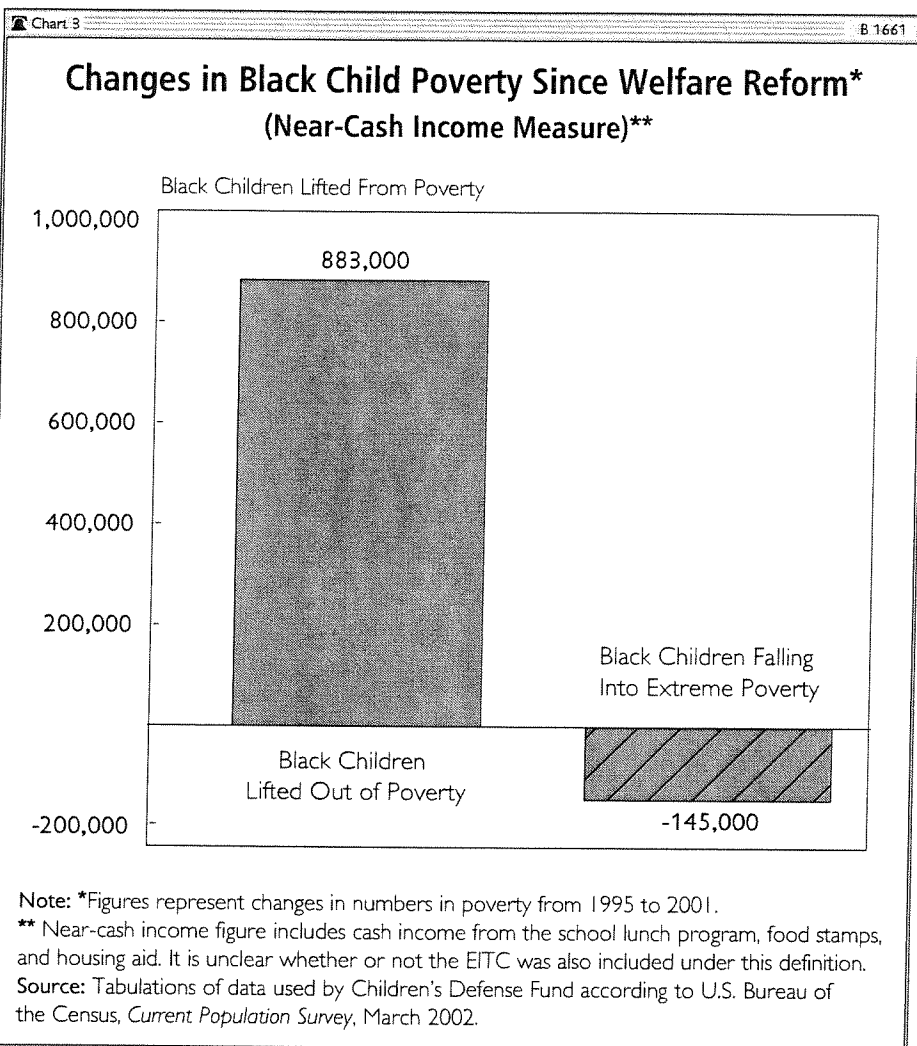 Chart 3
B 1661
Changes in Black Child Poverty Since Welfare Reform*
(Near-Cash Income Measure)**
Black Children Lifted From Poverty
1,000,000
883,000
800,000
600,000
400,000
200,000
Black Children Falling
Into Extreme Poverty
Black Children
Lifted Out of Poverty
-200,000
-145,000
Note: *Figures represent changes in numbers in poverty from 1995 to 2001.
** Near-cash income figure includes cash income from the school lunch program, food stamps,
and housing aid. It is unclear whether or not the EITC was also included under this definition.
Source: Tabulations of data used by Children's Defense Fund according to U.S. Bureau of
the Census, Current Population Survey, March 2002.